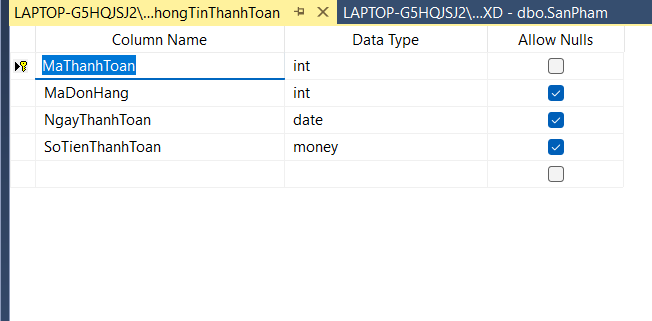 LAPTOP-G5HQJSJ2\...hongTinThanhToan LAPTOP-G5HQJSJ2\...XD - dbo.SanPham
Column Name Data Type Allow Nulls
MaThanhToan int
MaDonHang int
NgayThanhToan date
SoTienThanhToan money